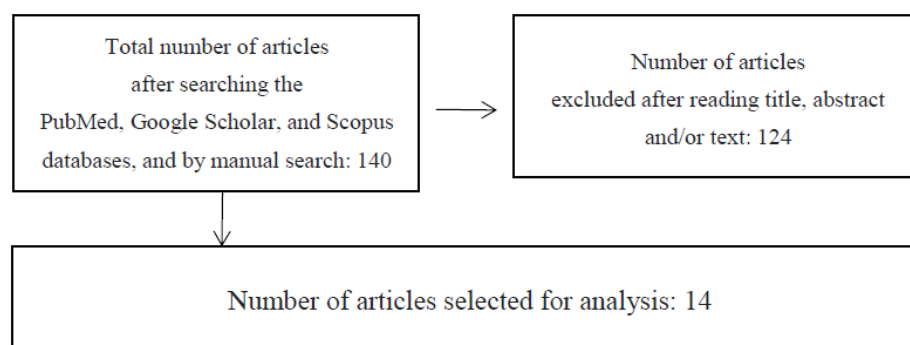 Total number of articles
after searching the
PubMed, Google Scholar, and Scopus
databases, and by manual search: 140
Number of articles
excluded after reading title, abstract
and/or text: 124
Number of articles selected for analysis: 14